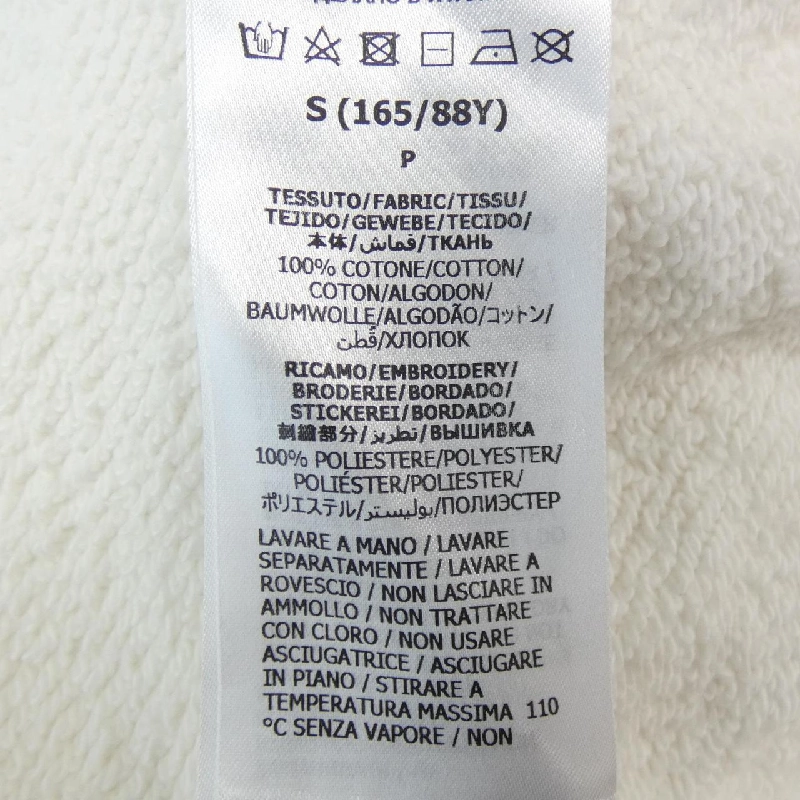 S (165/88Y)
P
TESSUTO/FABRIC/TISSU/
TEJIDO/GEWEBE/TECIDO/
本体/قماش/ТКАНЬ
100% COTONE/COTTON/
COTON/ALGODON/
BAUMWOLLE/ALGODÃO/コットン/
قُطن/ХЛОПОК
RICAMO/EMBROIDERY/
BRODERIE/BORDADO/
STICKEREI/BORDADO/
刺繍部分/تطريز/ВЫШИВКА
100% POLIESTERE/POLYESTER/
POLIÉSTER/POLIESTER/
ポリエステル/بوليستر/ПОЛИЭСТЕР
LAVARE A MANO / LAVARE
SEPARATAMENTE / LAVARE A
ROVESCIO / NON LASCIARE IN
AMMOLLO / NON TRATTARE
CON CLORO / NON USARE
ASCIUGATRICE / ASCIUGARE
IN PIANO / STIRARE A
TEMPERATURA MASSIMA 110
°C SENZA VAPORE / NON